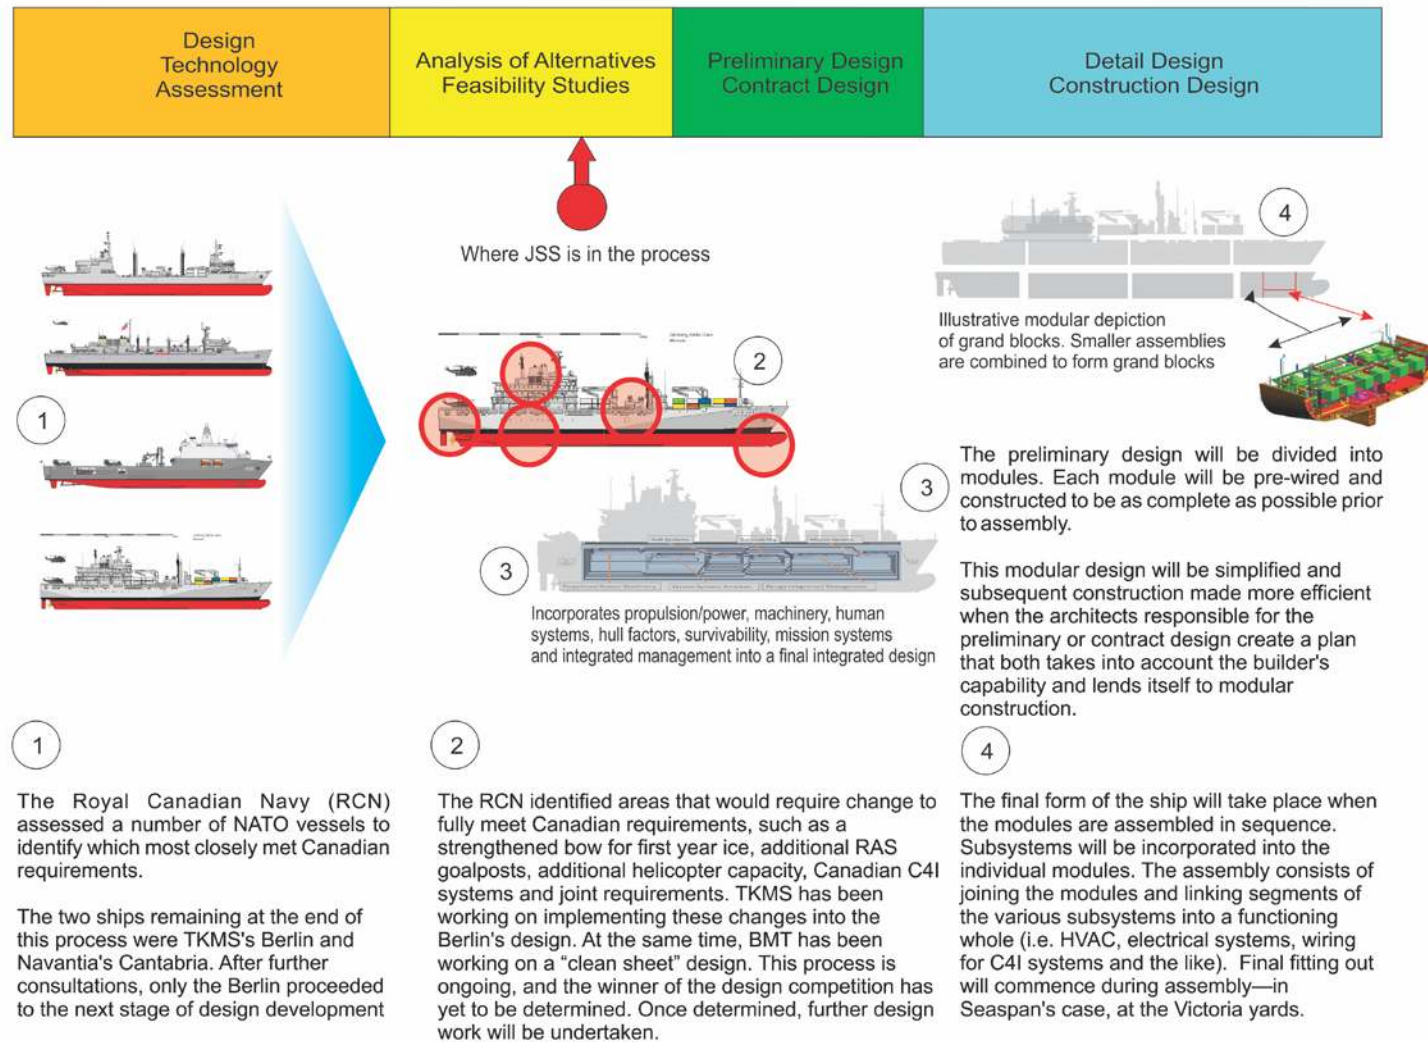 Design
Technology
Assessment
Analysis of Alternatives
Feasibility Studies
Preliminary Design
Contract Design
Detail Design
Construction Design
Where JSS is in the process
1
2
3
Incorporates propulsion/power, machinery, human
systems, hull factors, survivability, mission systems
and integrated management into a final integrated design
4
Illustrative modular depiction
of grand blocks. Smaller assemblies
are combined to form grand blocks
3
The preliminary design will be divided into
modules. Each module will be pre-wired and
constructed to be as complete as possible prior
to assembly.
This modular design will be simplified and
subsequent construction made more efficient
when the architects responsible for the
preliminary or contract design create a plan
that both takes into account the builder's
capability and lends itself to modular
construction.
1
The Royal Canadian Navy (RCN)
assessed a number of NATO vessels to
identify which most closely met Canadian
requirements.
The two ships remaining at the end of
this process were TKMS's Berlin and
Navantia's Cantabria. After further
consultations, only the Berlin proceeded
to the next stage of design development
2
The RCN identified areas that would require change to
fully meet Canadian requirements, such as a
strengthened bow for first year ice, additional RAS
goalposts, additional helicopter capacity, Canadian C4I
systems and joint requirements. TKMS has been
working on implementing these changes into the
Berlin's design. At the same time, BMT has been
working on a “clean sheet” design. This process is
ongoing, and the winner of the design competition has
yet to be determined. Once determined, further design
work will be undertaken.
4
The final form of the ship will take place when
the modules are assembled in sequence.
Subsystems will be incorporated into the
individual modules. The assembly consists of
joining the modules and linking segments of
the various subsystems into a functioning
whole (i.e. HVAC, electrical systems, wiring
for C4I systems and the like). Final fitting out
will commence during assembly—in
Seaspan's case, at the Victoria yards.